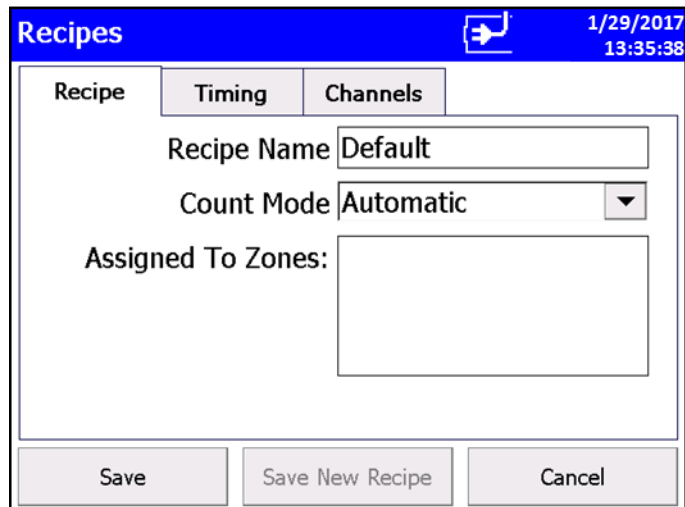 Recipes
1/29/2017
13:35:38
Recipe Timing Channels
Recipe Name Default
Count Mode Automatic
Assigned To Zones:
Save Save New Recipe Cancel